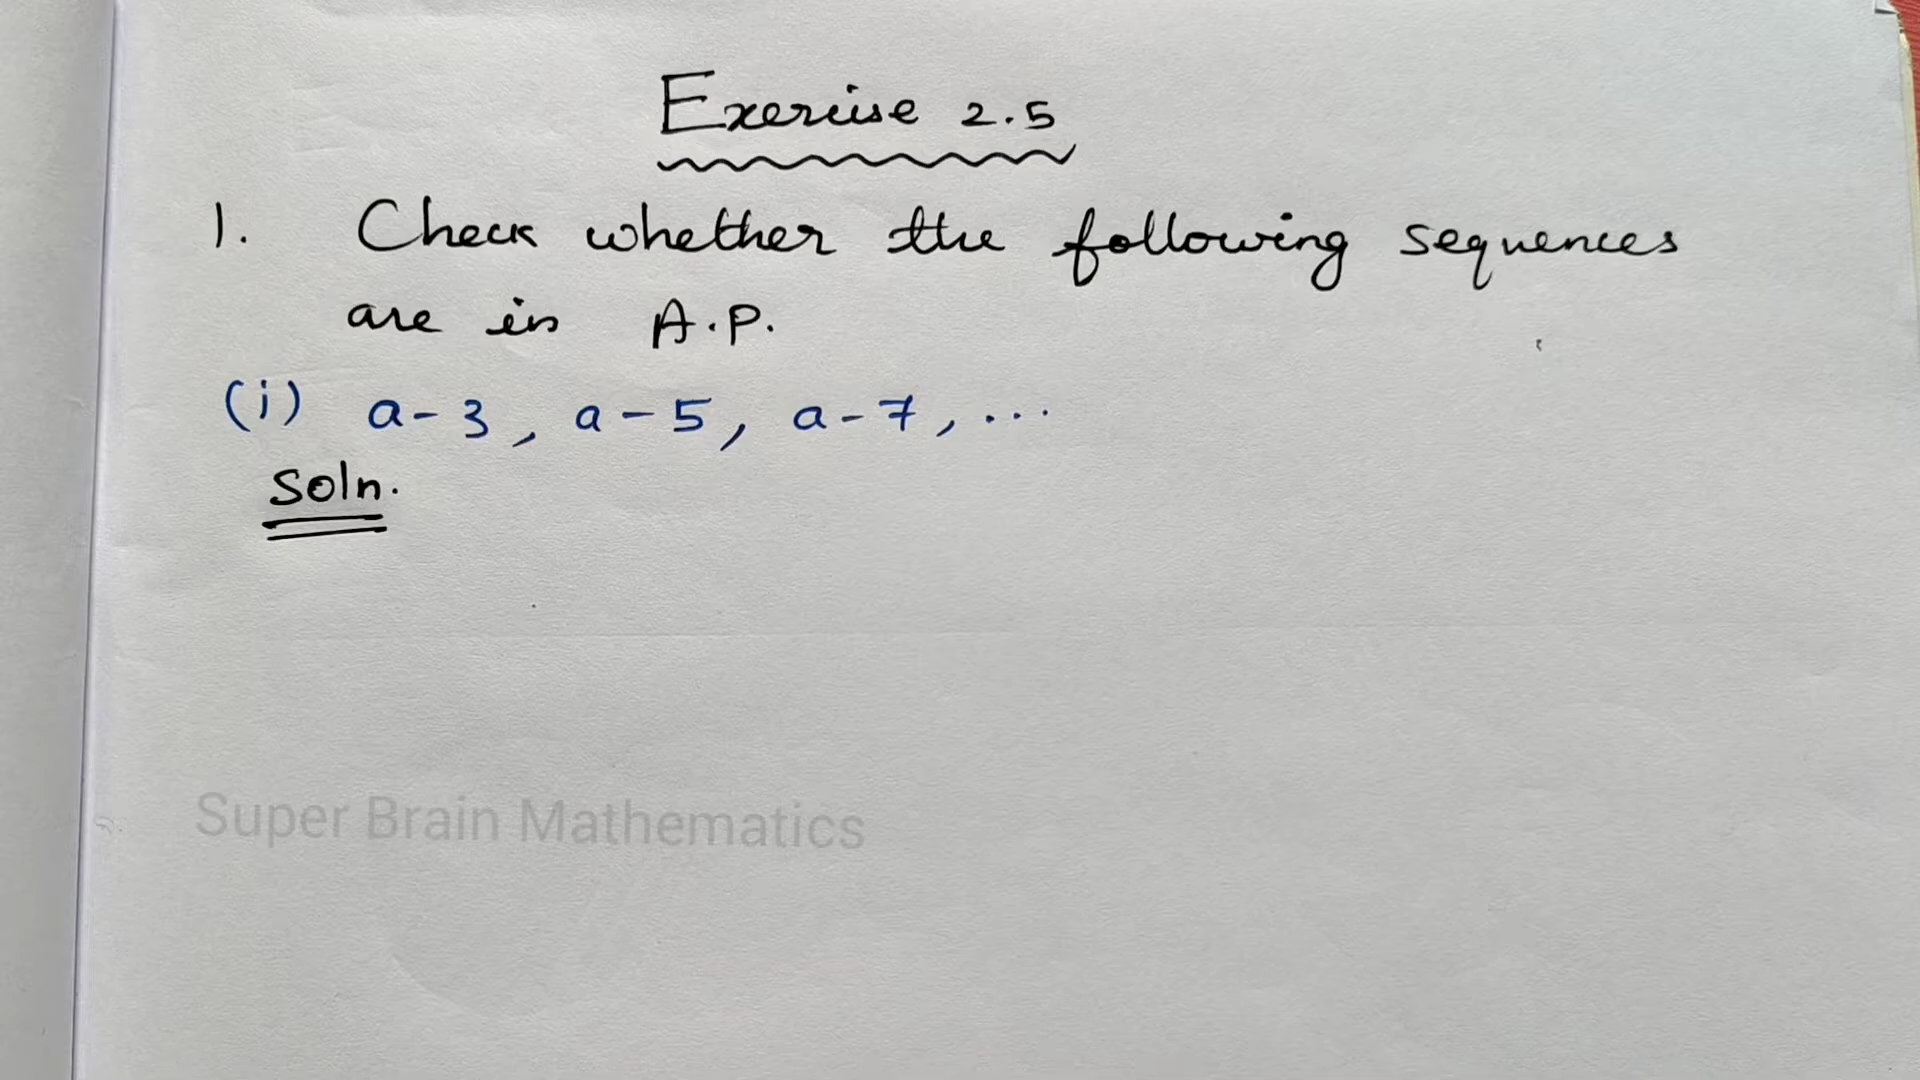 Exercise 2.5
1. Check whether the following sequences
are in A.P.
(i) a-3, a-5, a-7, ...
Soln.
Super Brain Mathematics